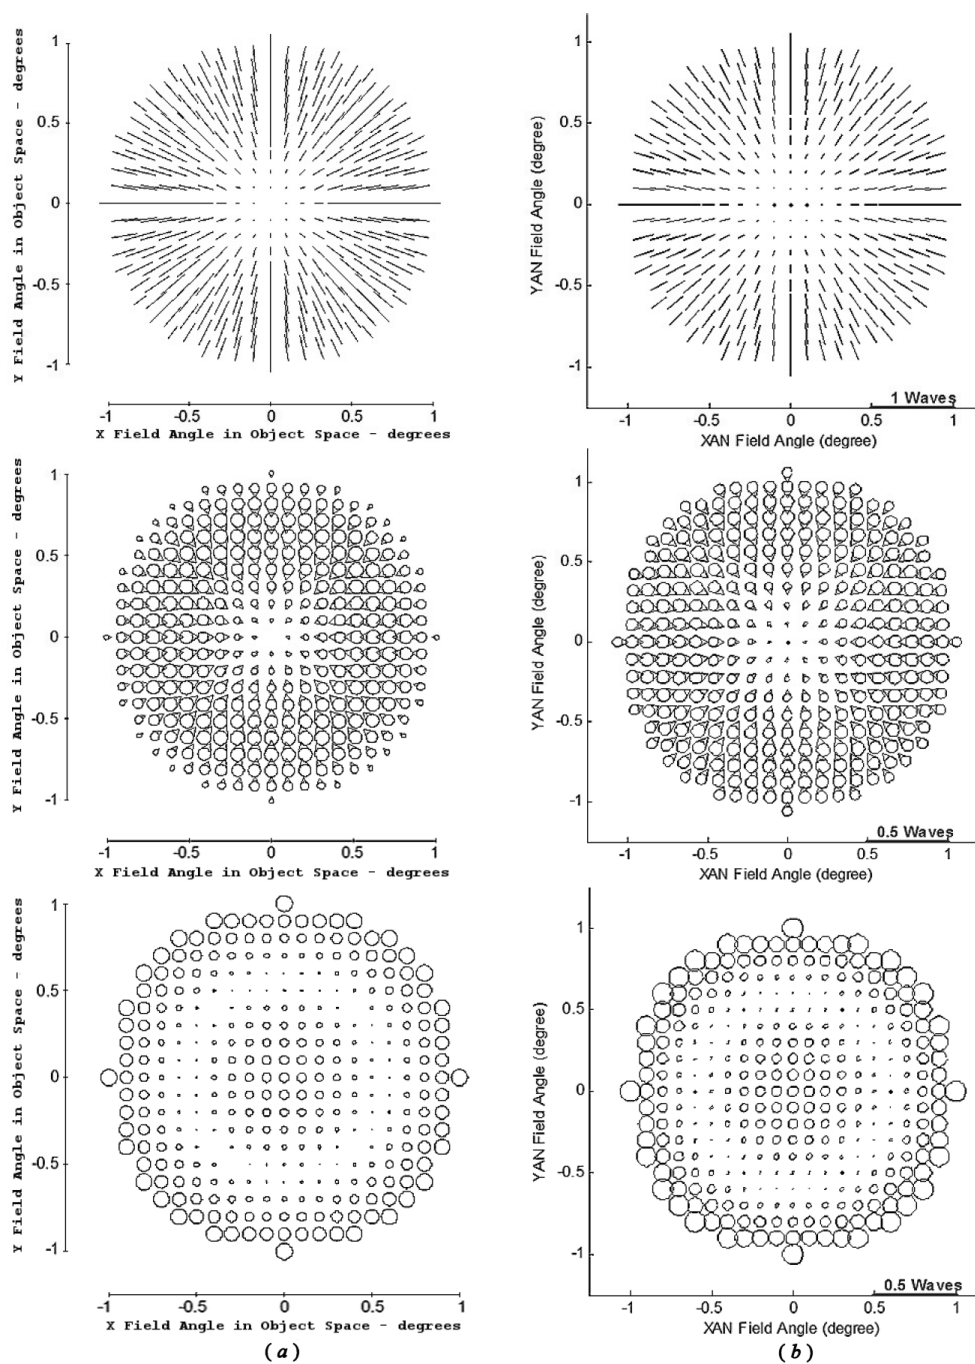 Y Field Angle in Object Space - degrees
1
0.5
0
-0.5
-1
-1 -0.5 0 0.5 1
X Field Angle in Object Space - degrees
YAN Field Angle (degree)
1
0.5
0
-0.5
-1
1 Waves
-1 -0.5 0 0.5 1
XAN Field Angle (degree)
Y Field Angle in Object Space - degrees
1
0.5
0
-0.5
-1
-1 -0.5 0 0.5 1
X Field Angle in Object Space - degrees
YAN Field Angle (degree)
1
0.5
0
-0.5
-1
0.5 Waves
-1 -0.5 0 0.5 1
XAN Field Angle (degree)
Y Field Angle in Object Space - degrees
1
0.5
0
-0.5
-1
-1 -0.5 0 0.5 1
X Field Angle in Object Space - degrees
YAN Field Angle (degree)
1
0.5
0
-0.5
-1
0.5 Waves
-1 -0.5 0 0.5 1
XAN Field Angle (degree)
(a)
(b)